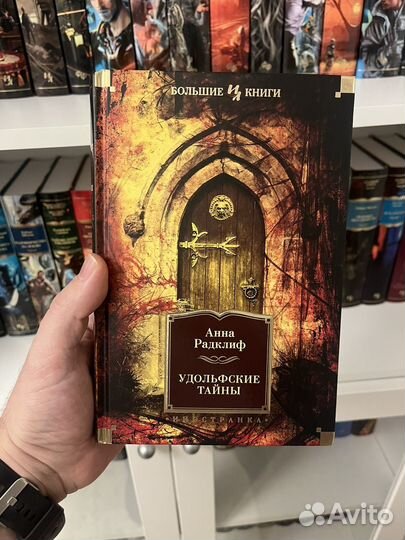 БОЛЬШИЕ КНИГИ
Анна
Радклиф
УДОЛЬФСКИЕ
ТАЙНЫ
ИНОСТРАНКА
Avito